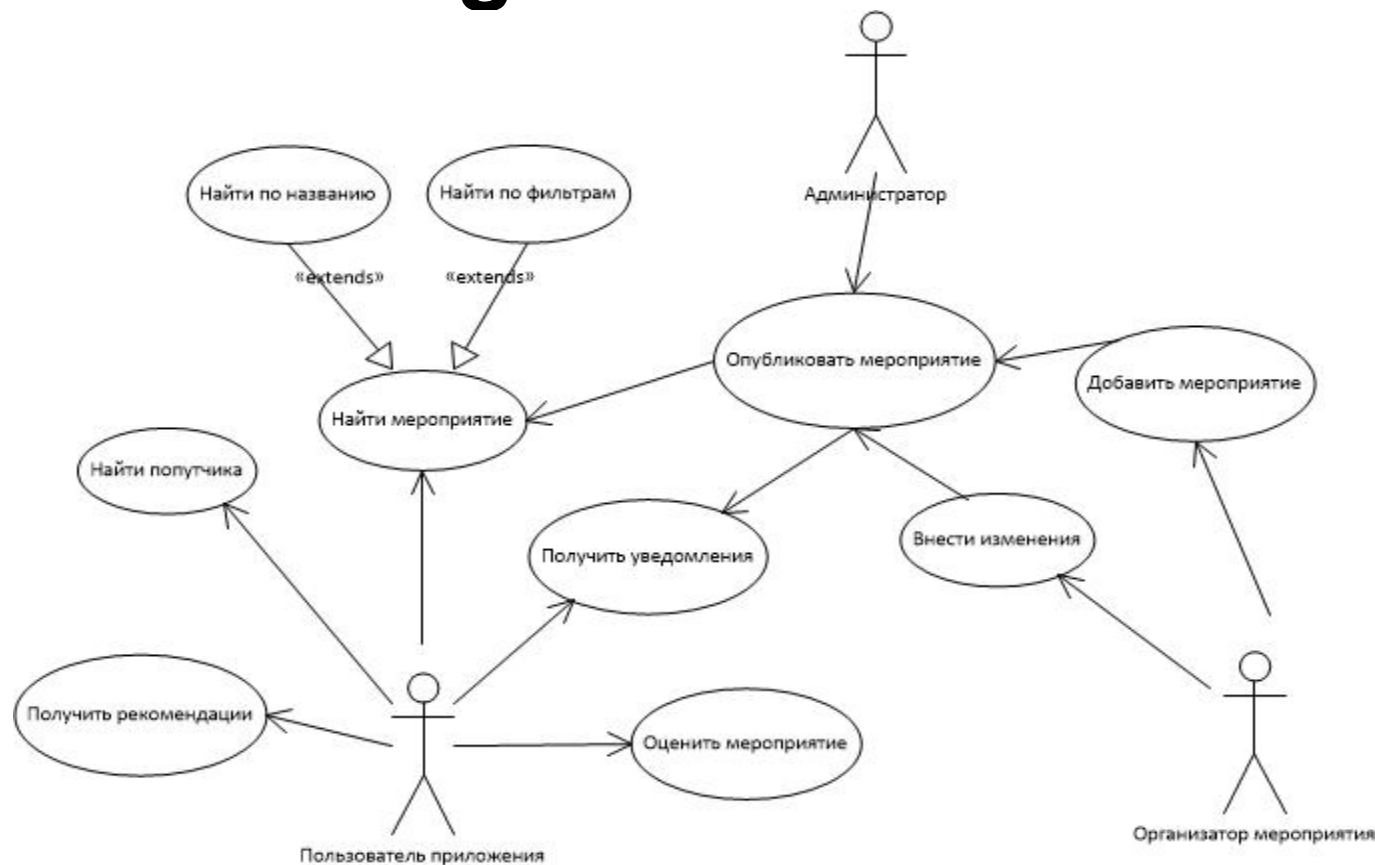 g
Администратор
Найти по названию
Найти по фильтрам
«extends»
«extends»
Опубликовать мероприятие
Добавить мероприятие
Найти мероприятие
Найти попутчика
Получить уведомления
Внести изменения
Получить рекомендации
Оценить мероприятие
Организатор мероприятия
Пользователь приложения